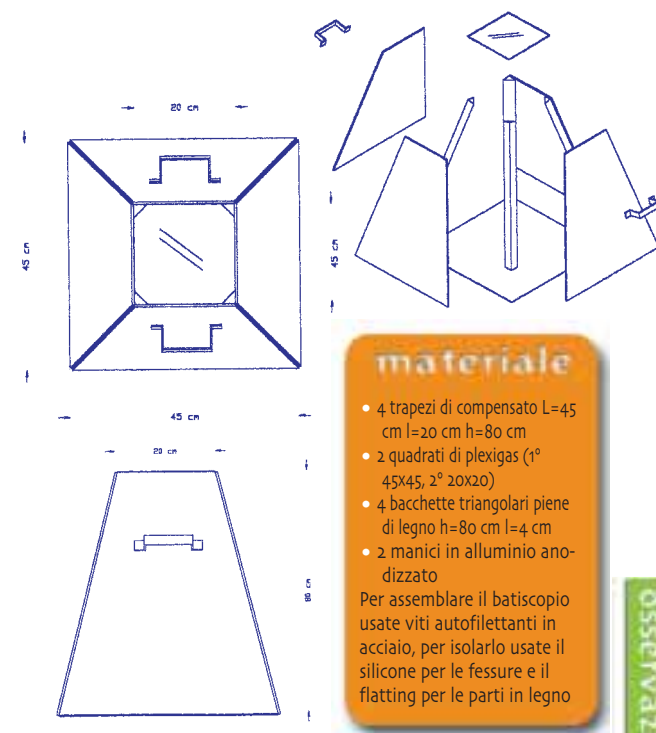 20 cm
45 cm
45 cm
45 cm
20 cm
80 cm
materiale
• 4 trapezi di compensato L=45
cm l=20 cm h=80 cm
• 2 quadrati di plexigas (1°
45x45, 2° 20x20)
• 4 bacchette triangolari piene
di legno h=80 cm l=4 cm
• 2 manici in alluminio ano-
dizzato
Per assemblare il batiscopio
usate viti autofilettanti in
acciaio, per isolarlo usate il
silicone per le fessure e il
flatting per le parti in legno
osservaz